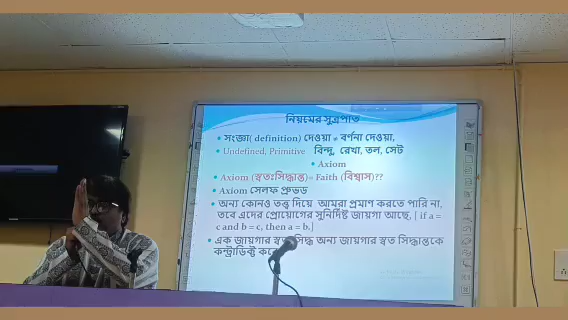 নিয়মের সূত্রপাত
• সংজ্ঞা( definition) দেওয়া ≠ বর্ণনা দেওয়া,
• Undefined, Primitive বিন্দু, রেখা, তল, সেট
• Axiom
• Axiom (স্বতঃসিদ্ধান্ত)= Faith (বিশ্বাস)??
• Axiom সেলফ প্রুভড
• অন্য কোনও তত্ত্ব দিয়ে আমরা প্রমাণ করতে পারি না,
তবে এদের প্রোয়োগের সুনির্দিষ্ট জায়গা আছে, [ if a =
c and b = c, then a = b.]
• এক জায়গার স্বতঃসিদ্ধ অন্য জায়গার স্বত সিদ্ধান্তকে
কন্ট্রাডিক্ট